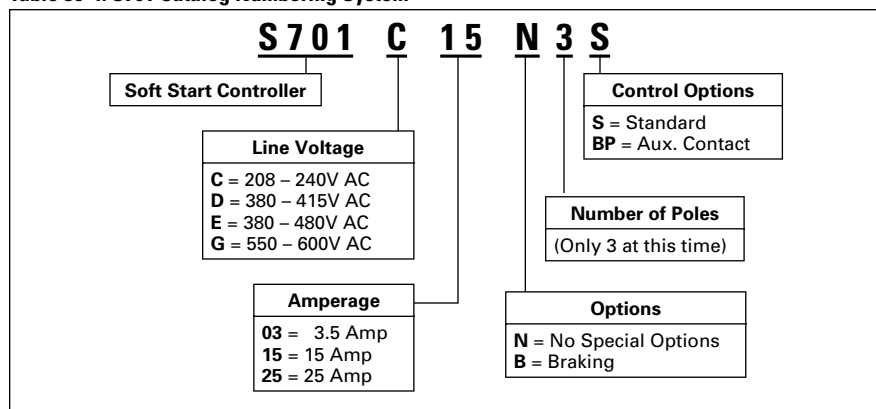 S701 C 15 N 3 S
Soft Start Controller
Control Options
S = Standard
BP = Aux. Contact
Line Voltage
C = 208 – 240V AC
D = 380 – 415V AC
E = 380 – 480V AC
G = 550 – 600V AC
Number of Poles
(Only 3 at this time)
Amperage
03 = 3.5 Amp
15 = 15 Amp
25 = 25 Amp
Options
N = No Special Options
B = Braking